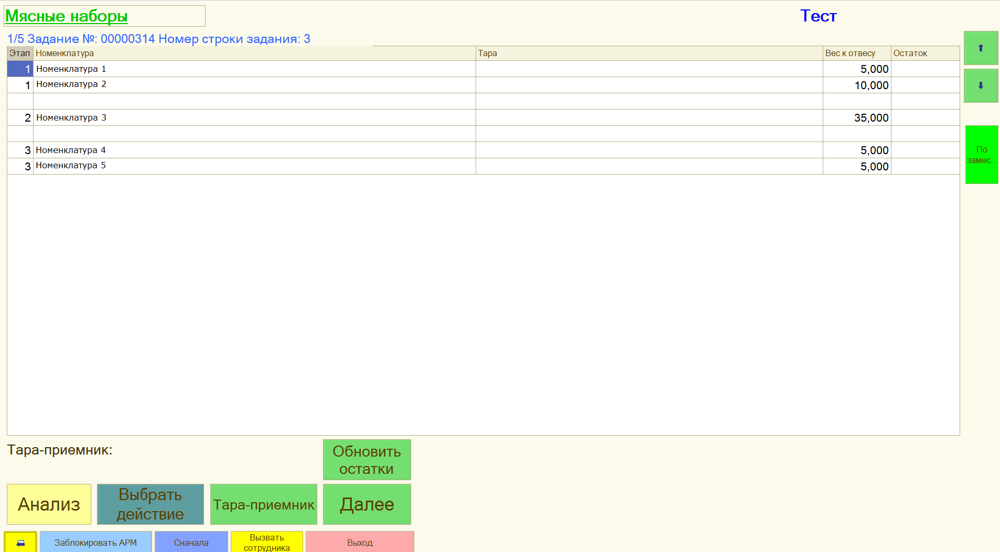 Мясные наборы
Тест
1/5 Задание №: 00000314 Номер строки задания: 3
Этап Номенклатура Тара Вес к отвесу Остаток
1 Номенклатура 1 5,000
1 Номенклатура 2 10,000
2 Номенклатура 3 35,000
3 Номенклатура 4 5,000
3 Номенклатура 5 5,000
По
замес...
Тара-приемник:
Обновить
остатки
Анализ
Выбрать
действие
Тара-приемник
Далее
Заблокировать АРМ
Сначала
Вызвать
сотрудника
Выход